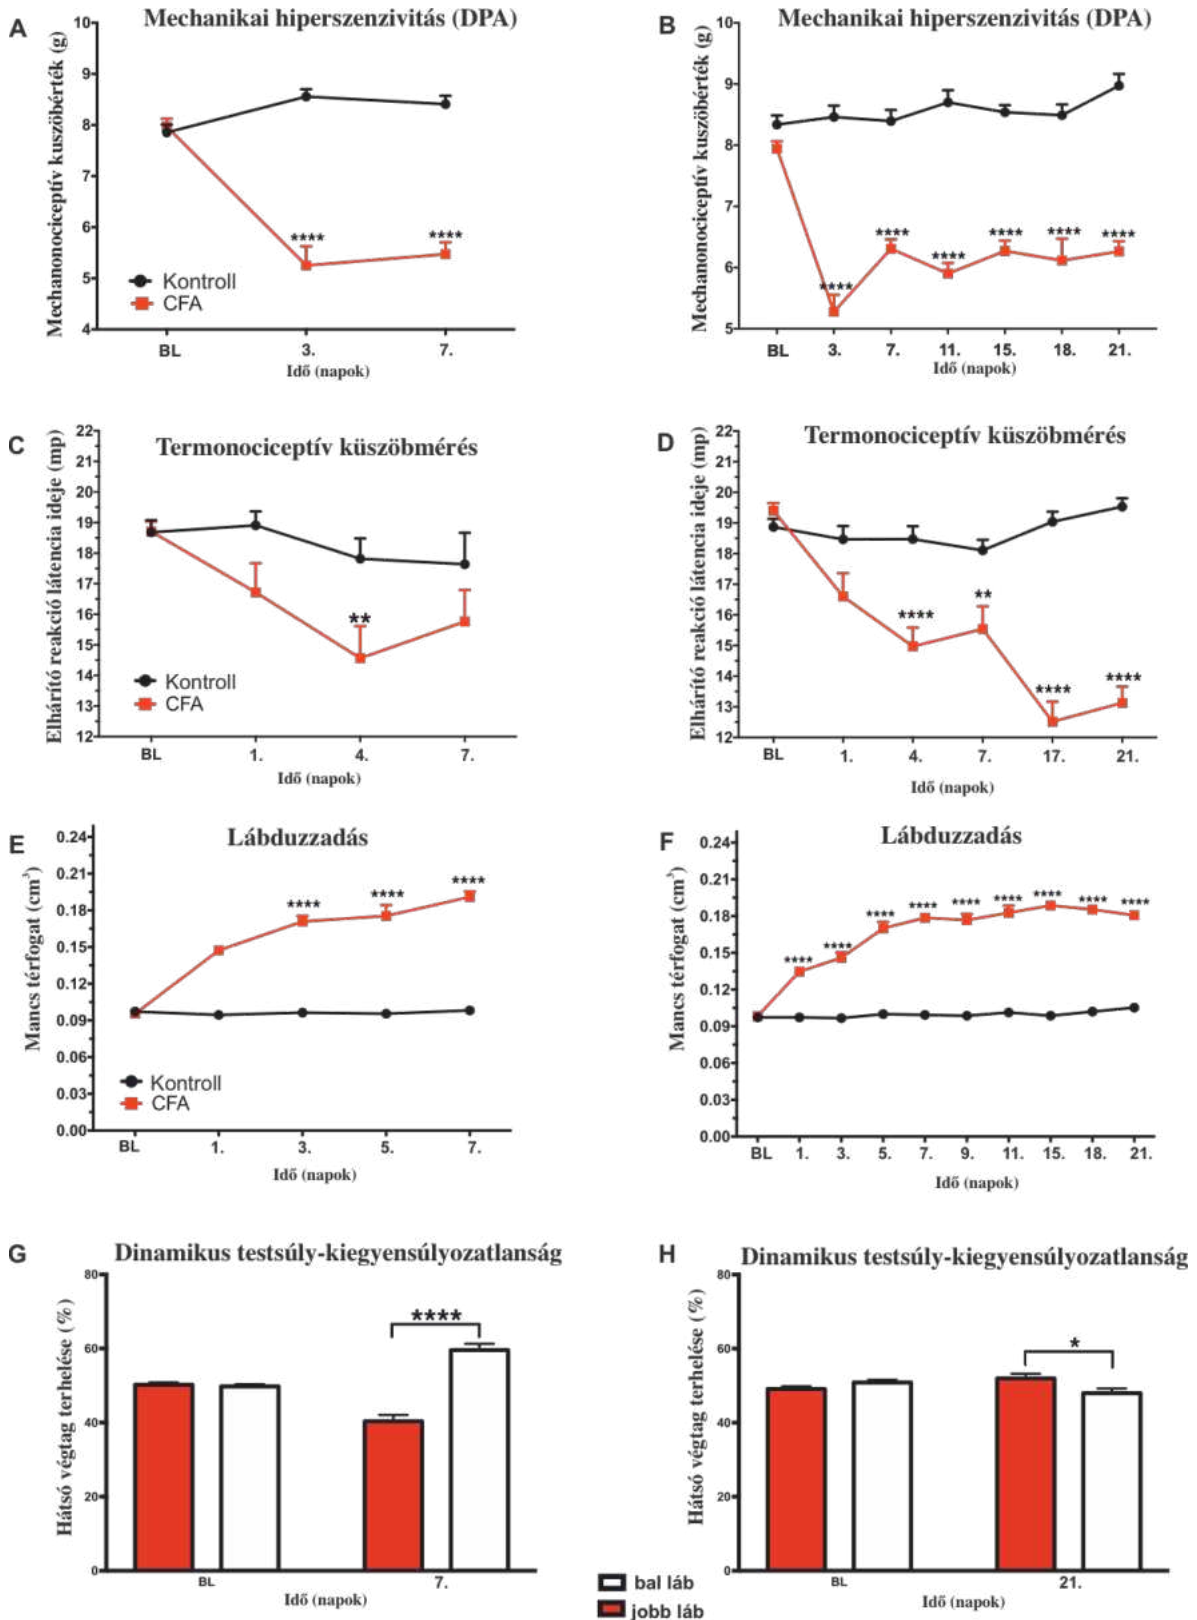 A
Mechanikai hiperszenzivitás (DPA)
Mechanonociceptív kuszöbérték (g)
10
9
8
7
6
5
4
****
****
Kontroll
CFA
BL
3.
7.
Idő (napok)
B
Mechanikai hiperszenzivitás (DPA)
Mechanonociceptív kuszöbérték (g)
10
9
8
7
6
5
****
****
****
****
****
****
BL
3.
7.
11.
15.
18.
21.
Idő (napok)
C
Termonociceptív küszöbmérés
Elhárító reakció látencia ideje (mp)
22
21
20
19
18
17
16
15
14
13
12
**
Kontroll
CFA
BL
1.
4.
7.
Idő (napok)
D
Termonociceptív küszöbmérés
Elhárító reakció látencia ideje (mp)
22
21
20
19
18
17
16
15
14
13
12
****
**
****
****
BL
1.
4.
7.
17.
21.
Idő (napok)
E
Lábduzzadás
Mancs térfogat (cm³)
0.24
0.21
0.18
0.15
0.12
0.09
0.06
0.03
0.00
****
****
****
Kontroll
CFA
BL
1.
3.
5.
7.
Idő (napok)
F
Lábduzzadás
Mancs térfogat (cm³)
0.24
0.21
0.18
0.15
0.12
0.09
0.06
0.03
0.00
****
****
****
****
****
****
****
****
****
BL
1.
3.
5.
7.
9.
11.
15.
18.
21.
Idő (napok)
G
Dinamikus testsúly-kiegyensúlyozatlanság
Hátsó végtag terhelése (%)
80
60
40
20
0
****
BL
7.
Idő (napok)
H
Dinamikus testsúly-kiegyensúlyozatlanság
Hátsó végtag terhelése (%)
80
60
40
20
0
*
BL
21.
Idő (napok)
bal láb
jobb láb